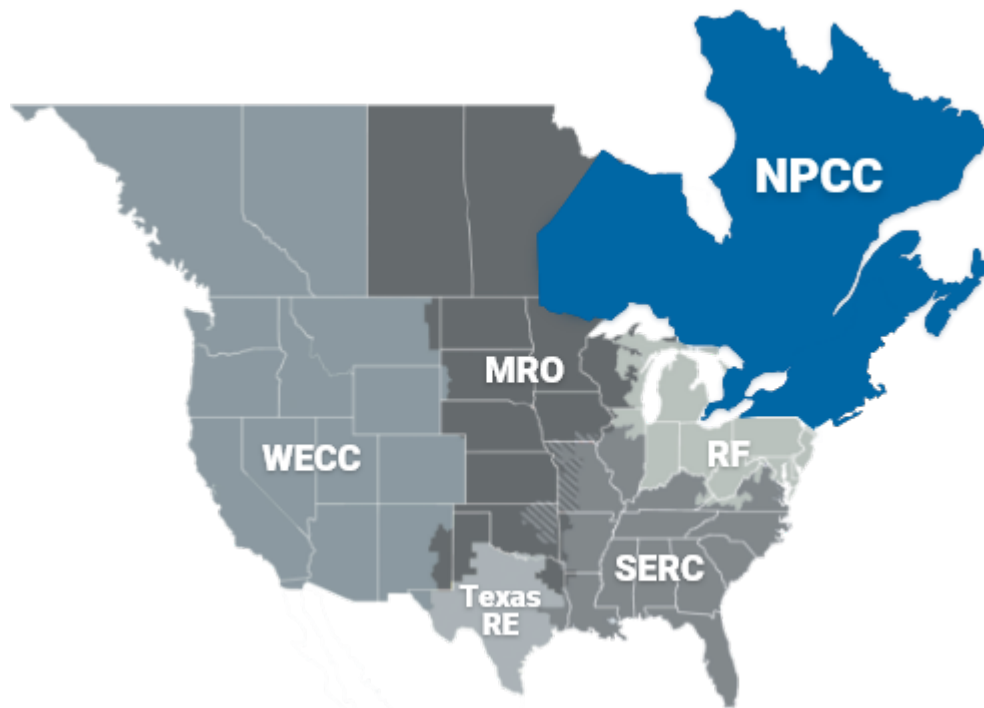 NPCC
MRO
WECC
RF
SERC
Texas
RE